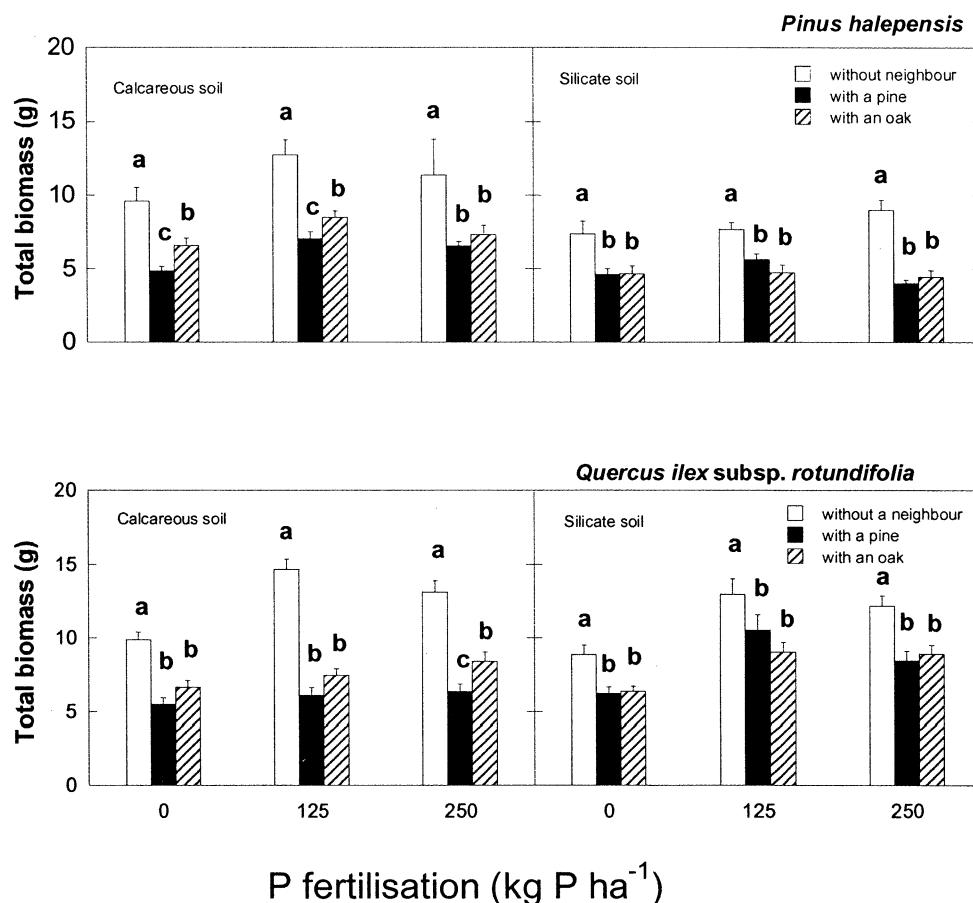 Pinus halepensis
20
15
10
5
0
Total biomass (g)
Calcareous soil
a
c
b
a
c
b
a
b
b
Silicate soil
without neighbour
with a pine
with an oak
a
b
b
a
b
b
a
b
b
Quercus ilex subsp. rotundifolia
20
15
10
5
0
Total biomass (g)
Calcareous soil
a
b
b
a
b
b
a
c
b
Silicate soil
without a neighbour
with a pine
with an oak
a
b
b
a
b
b
a
b
b
0 125 250 0 125 250
P fertilisation (kg P ha⁻¹)